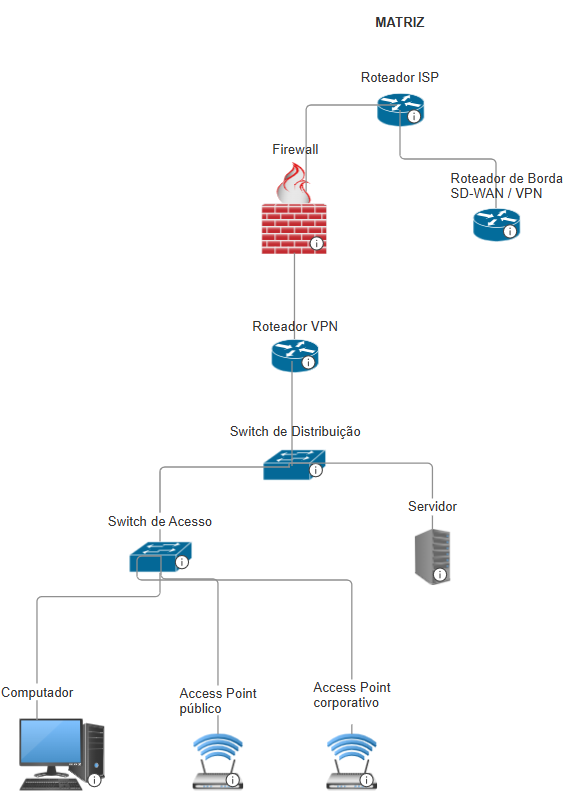 MATRIZ
Roteador ISP
Firewall
Roteador de Borda
SD-WAN / VPN
Roteador VPN
Switch de Distribuição
Servidor
Switch de Acesso
Computador
Access Point
público
Access Point
corporativo